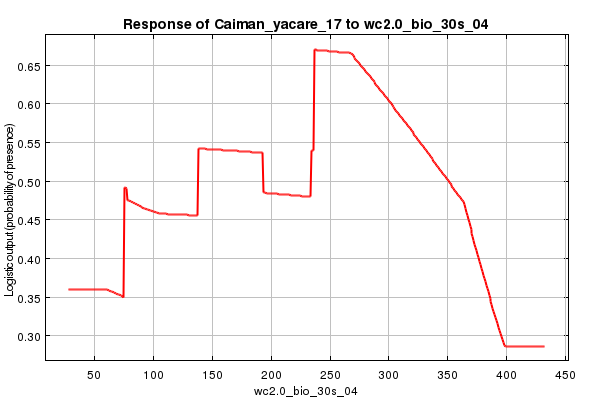 Response of Caiman_yacare_17 to wc2.0_bio_30s_04
Logistic output (probability of presence)
0.65
0.60
0.55
0.50
0.45
0.40
0.35
0.30
50 100 150 200 250 300 350 400 450
wc2.0_bio_30s_04